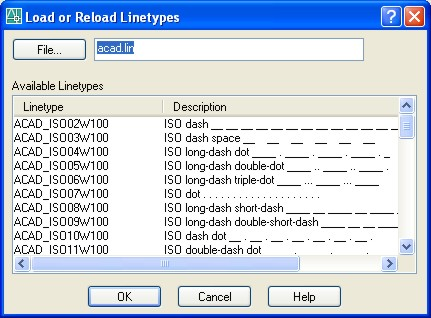 Load or Reload Linetypes
File... acad.lin
Available Linetypes
Linetype Description
ACAD_ISO02W100 ISO dash __ __ __ __ __ __ __ __ __ __ __ __
ACAD_ISO03W100 ISO dash space __ __ __ __ __ __
ACAD_ISO04W100 ISO long-dash dot ____ . ____ . ____ . ____ . _
ACAD_ISO05W100 ISO long-dash double-dot ____ .. ____ .. ____ .
ACAD_ISO06W100 ISO long-dash triple-dot ____ ... ____ ... ____
ACAD_ISO07W100 ISO dot . . . . . . . . . . . . . . . . . . . .
ACAD_ISO08W100 ISO long-dash short-dash ____ __ ____ __ ____
ACAD_ISO09W100 ISO long-dash double-short-dash ____ __ __ ____
ACAD_ISO10W100 ISO dash dot __ . __ . __ . __ . __ . __ . __ .
ACAD_ISO11W100 ISO double-dash dot __ __ . __ __ . __ __ . __
OK Cancel Help